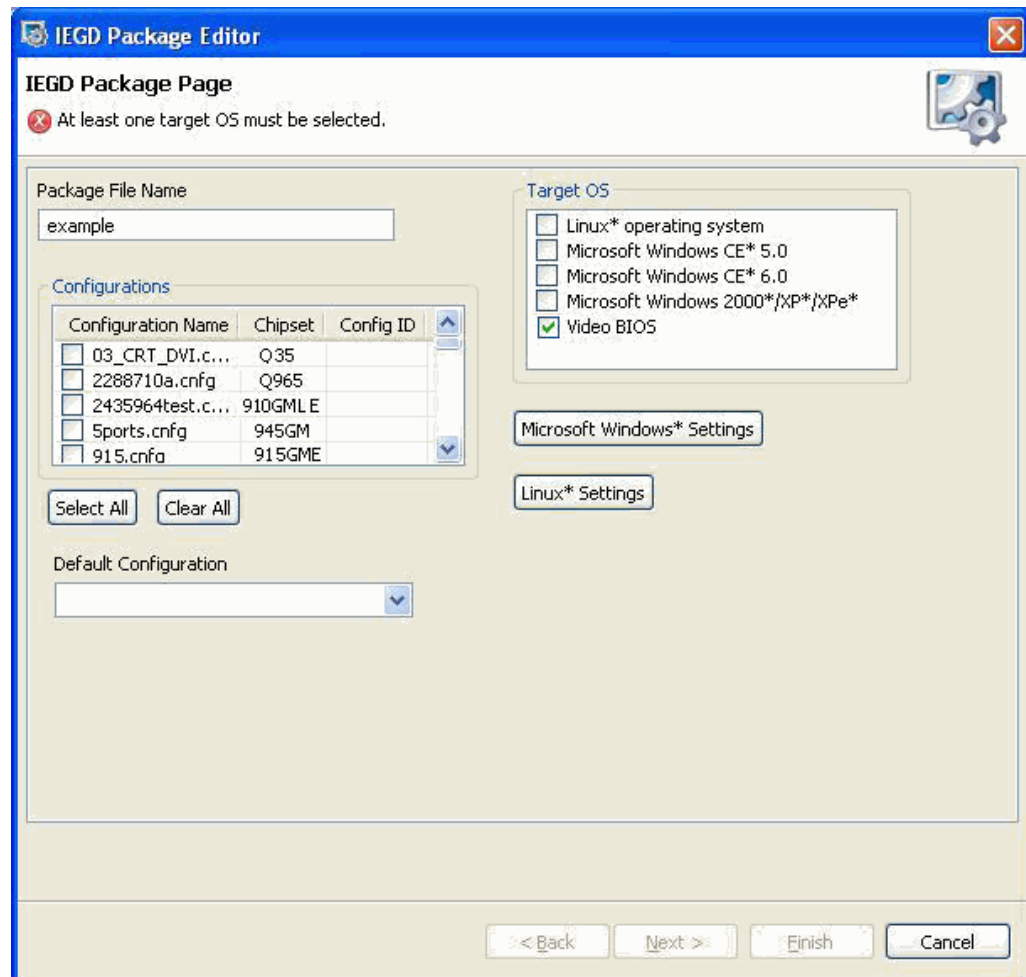 IEGD Package Editor
IEGD Package Page
At least one target OS must be selected.
Package File Name
example
Configurations
Configuration Name Chipset Config ID
03_CRT_DVI.c... Q35
2288710a.cnfg Q965
2435964test.c... 910GMLE
5ports.cnfg 945GM
915.cnfg 915GME
Select All Clear All
Default Configuration
Target OS
Linux* operating system
Microsoft Windows CE* 5.0
Microsoft Windows CE* 6.0
Microsoft Windows 2000*/XP*/XPe*
Video BIOS
Microsoft Windows* Settings
Linux* Settings
< Back Next > Finish Cancel